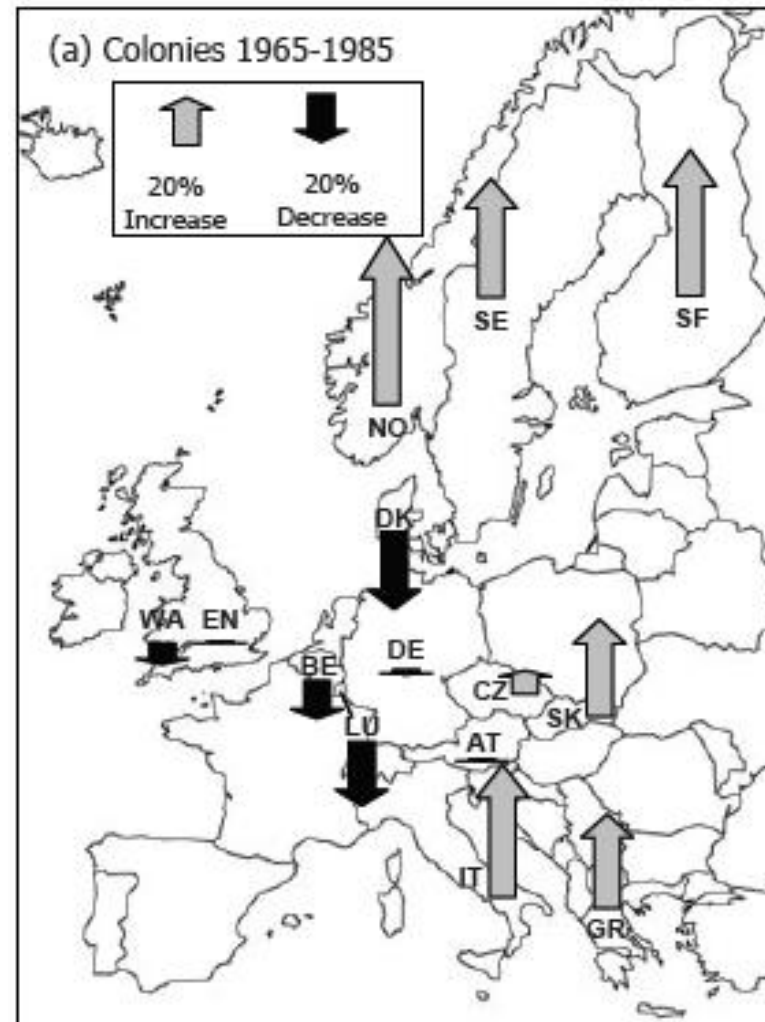 (a) Colonies 1965-1985
20% 20%
Increase Decrease
SE SF
NO
DK
WA EN
BE DE
CZ
SK
LU AT
IT
GR